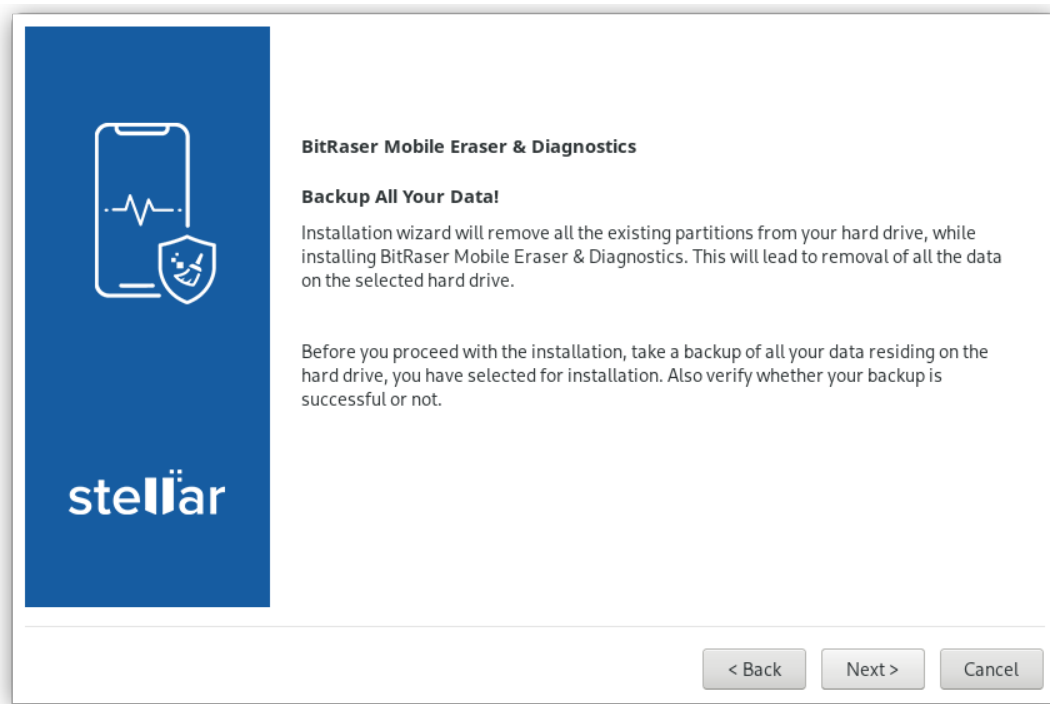 BitRaser Mobile Eraser & Diagnostics
Backup All Your Data!
Installation wizard will remove all the existing partitions from your hard drive, while
installing BitRaser Mobile Eraser & Diagnostics. This will lead to removal of all the data
on the selected hard drive.
Before you proceed with the installation, take a backup of all your data residing on the
hard drive, you have selected for installation. Also verify whether your backup is
successful or not.
stellar
< Back
Next >
Cancel